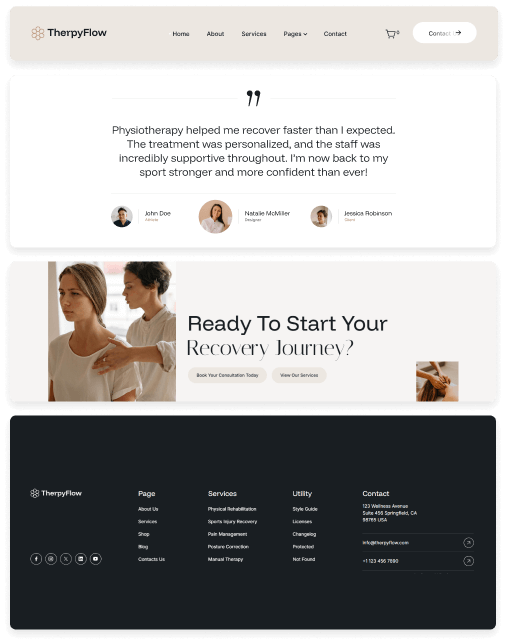 TherpyFlow
Home About Services Pages Contact
0
Contact
”
Physiotherapy helped me recover faster than I expected.
The treatment was personalized, and the staff was
incredibly supportive throughout. I'm now back to my
sport stronger and more confident than ever!
John Doe
Natalie McMiller
Designer
Jessica Robinson
Ready To Start Your
Recovery Journey?
Book Your Consultation Today
View Our Services
TherpyFlow
Page
About Us
Services
Shop
Blog
Contacts Us
Services
Physical Rehabilitation
Sports Injury Recovery
Pain Management
Posture Correction
Manual Therapy
Utility
Style Guide
Licenses
Changelog
Protected
Not Found
Contact
123 Wellness Avenue
Suite 456 Springfield, CA
98765 USA
info@therpyflow.com
+1 123 456 7890